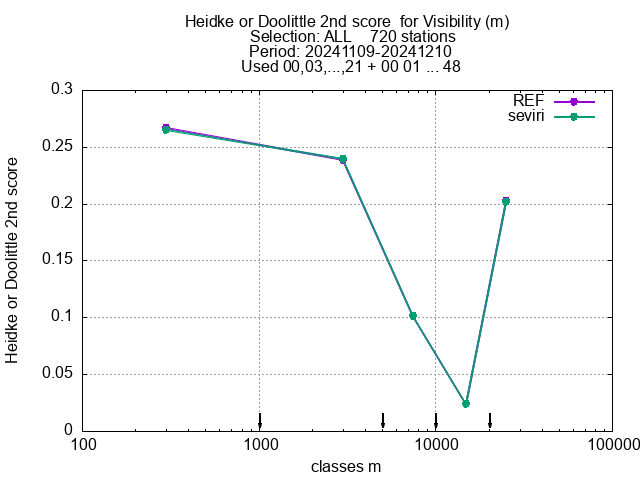 Heidke or Doolittle 2nd score  for Visibility (m)
Selection: ALL    720 stations
Period: 20241109-20241210
Used 00,03,...,21 + 00 01 ... 48
REF
seviri
Heidke or Doolittle 2nd score
0.3
0.25
0.2
0.15
0.1
0.05
0
100 1000 10000 100000
classes m